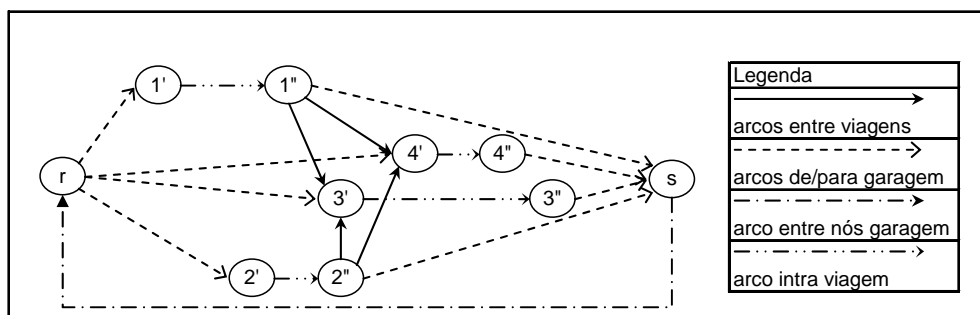 1'
1"
Legenda
arcos entre viagens
4'
4"
r
3'
3"
s
arcos de/para garagem
arco entre nós garagem
2'
2"
arco intra viagem